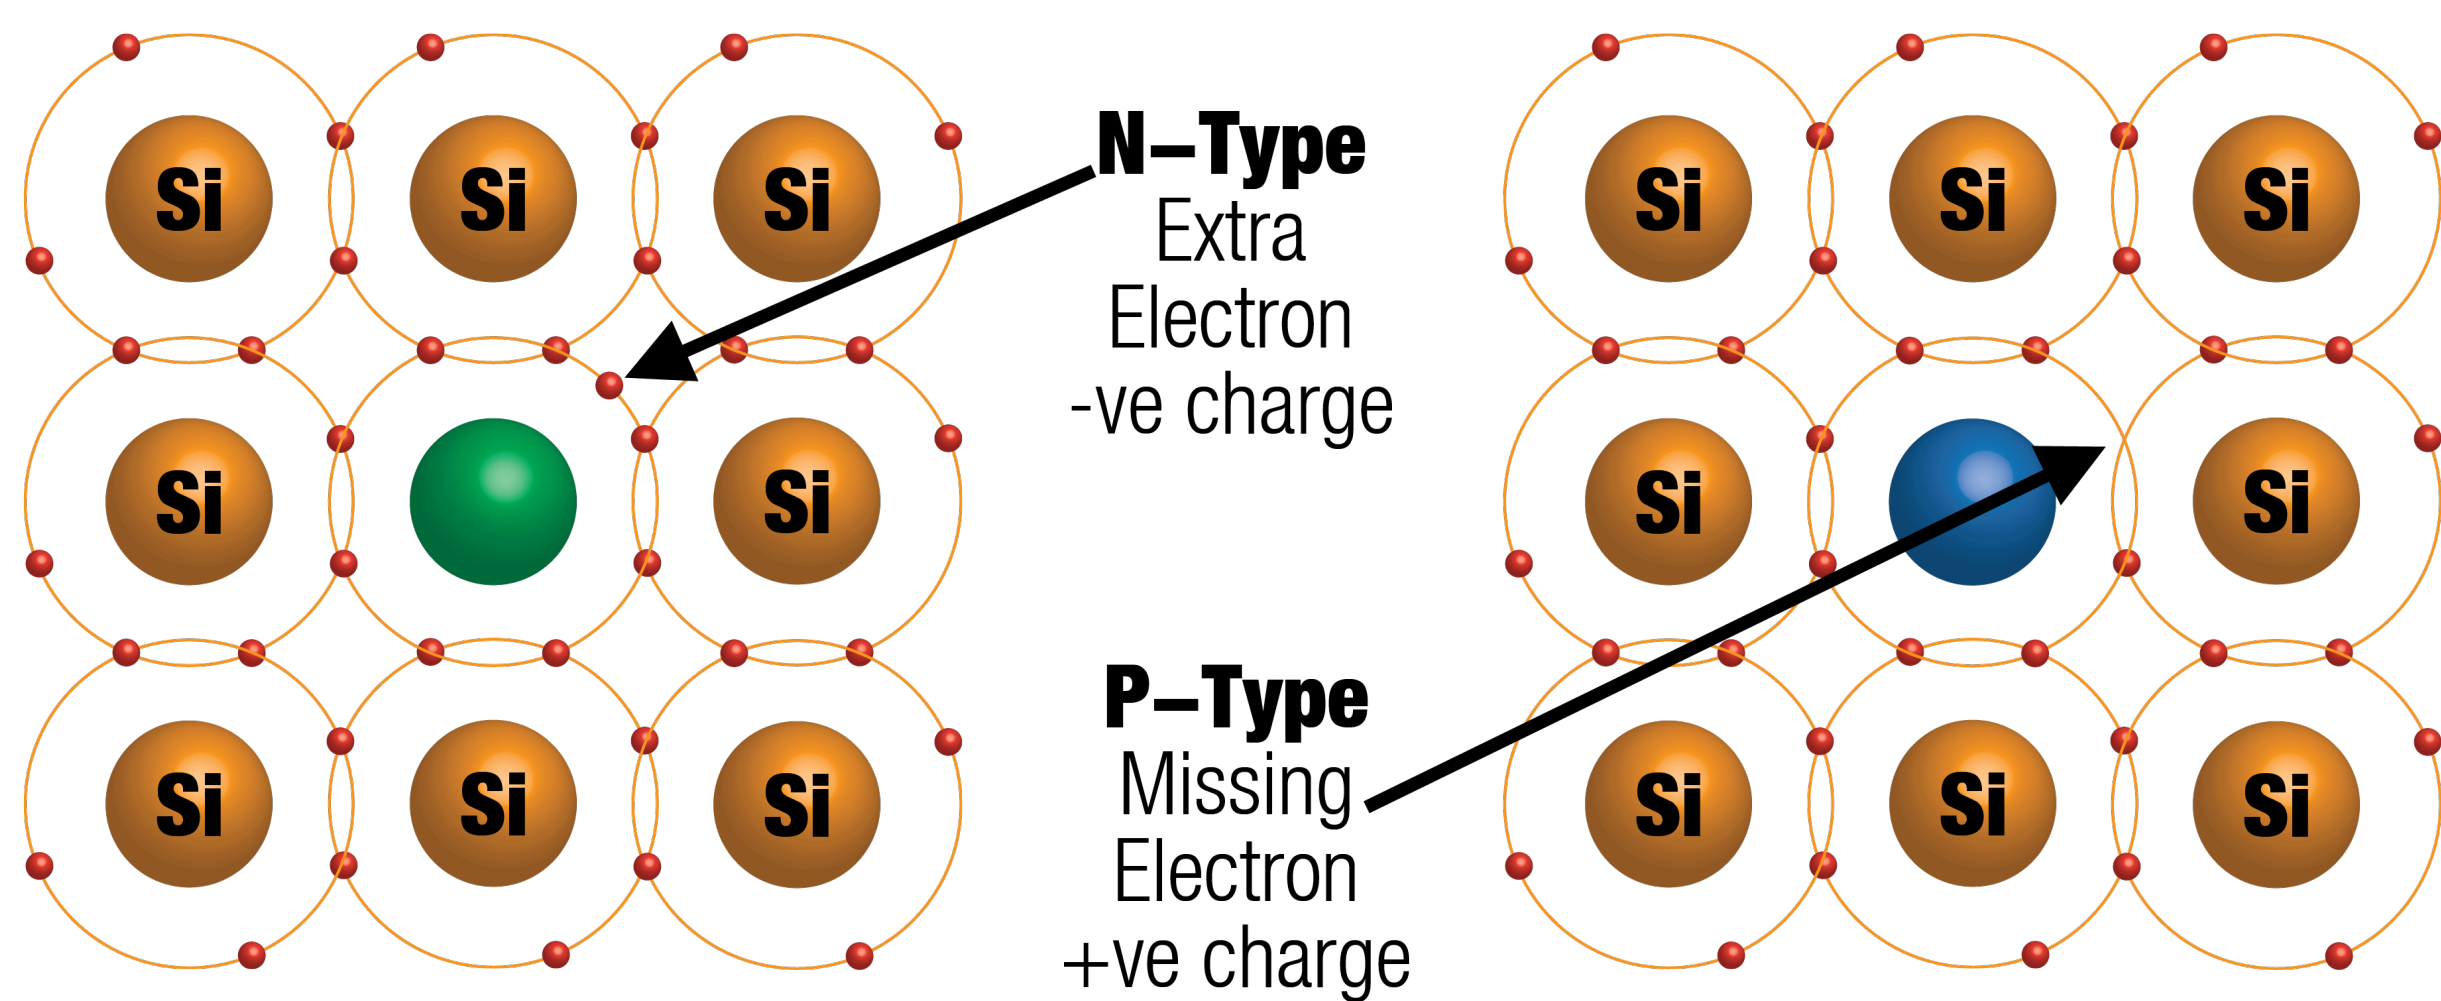 Si Si Si
Si Si
Si Si Si
N–Type
Extra
Electron
-ve charge
P–Type
Missing
Electron
+ve charge
Si Si Si
Si Si
Si Si Si